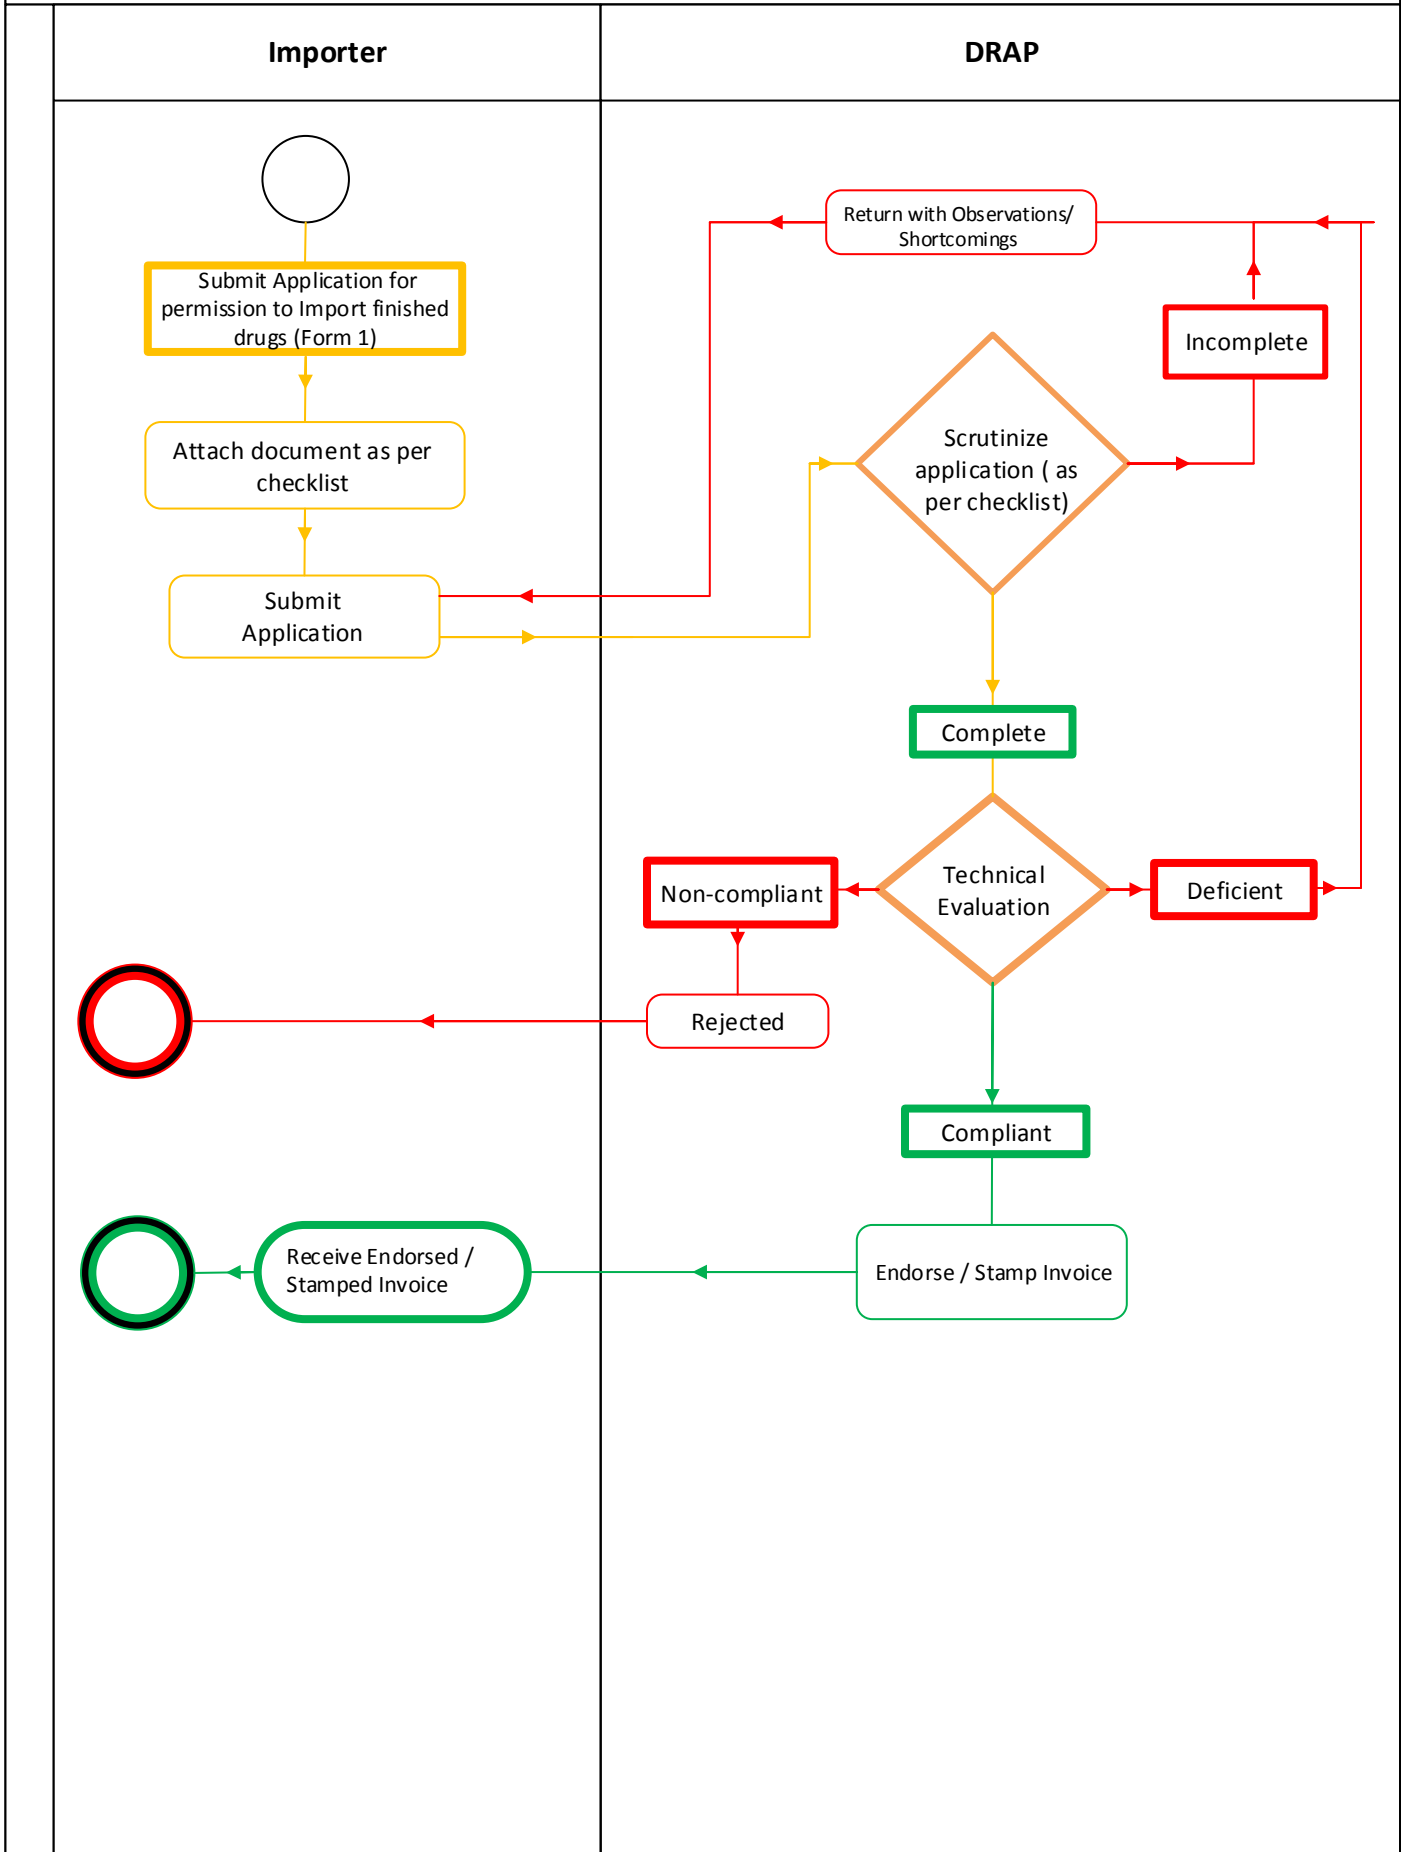 Importer
DRAP
Submit Application for
permission to Import finished
drugs (Form 1)
Attach document as per
checklist
Submit
Application
Return with Observations/
Shortcomings
Incomplete
Scrutinize
application ( as
per checklist)
Complete
Technical
Evaluation
Non-compliant
Deficient
Rejected
Compliant
Endorse / Stamp Invoice
Receive Endorsed /
Stamped Invoice